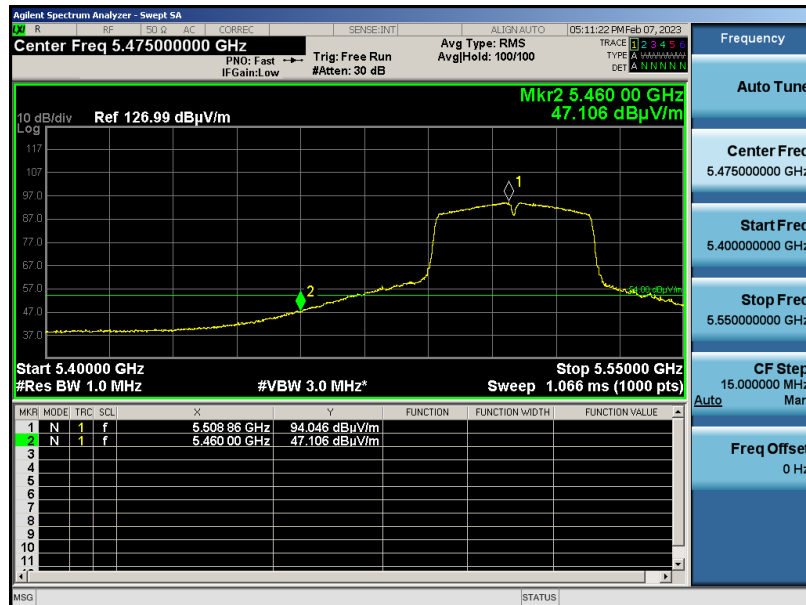 Agilent Spectrum Analyzer - Swept SA
LXI R RF 50 Ω AC CORREC SENSE:INT ALIGN AUTO 05:11:22 PM Feb 07, 2023
Center Freq 5.475000000 GHz
PNO: Fast
IFGain:Low
Trig: Free Run
#Atten: 30 dB
Avg Type: RMS
Avg|Hold: 100/100
TRACE 1 2 3 4 5 6
TYPE A WWWWW
DET A N N N N N
Mkr2 5.460 00 GHz
47.106 dBµV/m
10 dB/div Ref 126.99 dBµV/m
Log
117
107
97.0
87.0
77.0
67.0
57.0
47.0
37.0
1
2
54.00 dBµV/m
Start 5.40000 GHz Stop 5.55000 GHz
#Res BW 1.0 MHz #VBW 3.0 MHz* Sweep 1.066 ms (1000 pts)
MKR MODE TRC SCL X Y FUNCTION FUNCTION WIDTH FUNCTION VALUE
1 N 1 f 5.508 86 GHz 94.046 dBµV/m
2 N 1 f 5.460 00 GHz 47.106 dBµV/m
3
4
5
6
7
8
9
10
11
MSG STATUS
Frequency
Auto Tune
Center Freq
5.475000000 GHz
Start Freq
5.400000000 GHz
Stop Freq
5.550000000 GHz
CF Step
15.000000 MHz
Auto Man
Freq Offset
0 Hz